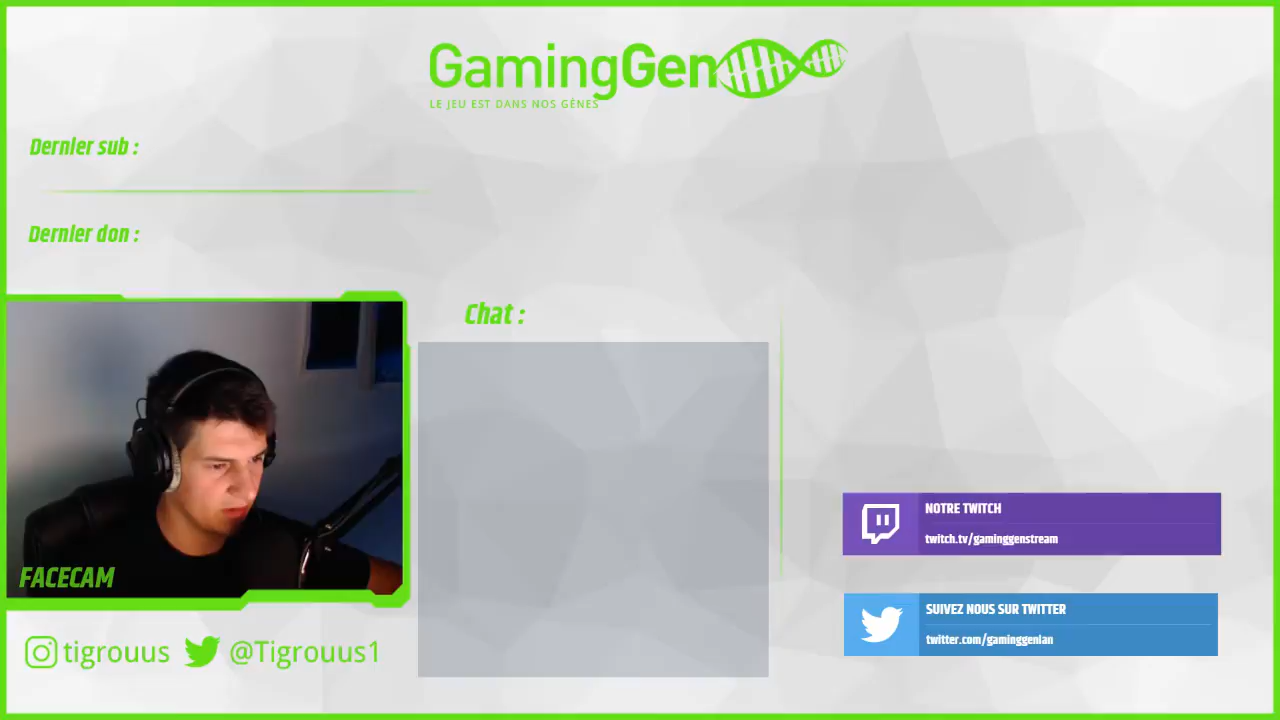 GamingGen
LE JEU EST DANS NOS GÈNES
Dernier sub :
Dernier don :
Chat :
FACECAM
tigrouus @Tigrouus1
NOTRE TWITCH
twitch.tv/gaminggenstream
SUIVEZ NOUS SUR TWITTER
twitter.com/gaminggenlan